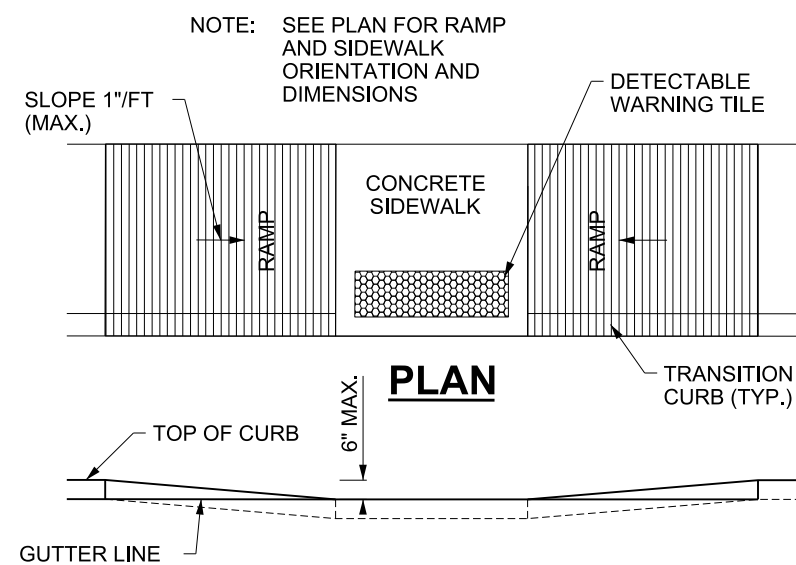 NOTE: SEE PLAN FOR RAMP
AND SIDEWALK
ORIENTATION AND
DIMENSIONS
SLOPE 1"/FT
(MAX.)
DETECTABLE
WARNING TILE
CONCRETE
SIDEWALK
RAMP
RAMP
PLAN
TRANSITION
CURB (TYP.)
6" MAX.
TOP OF CURB
GUTTER LINE